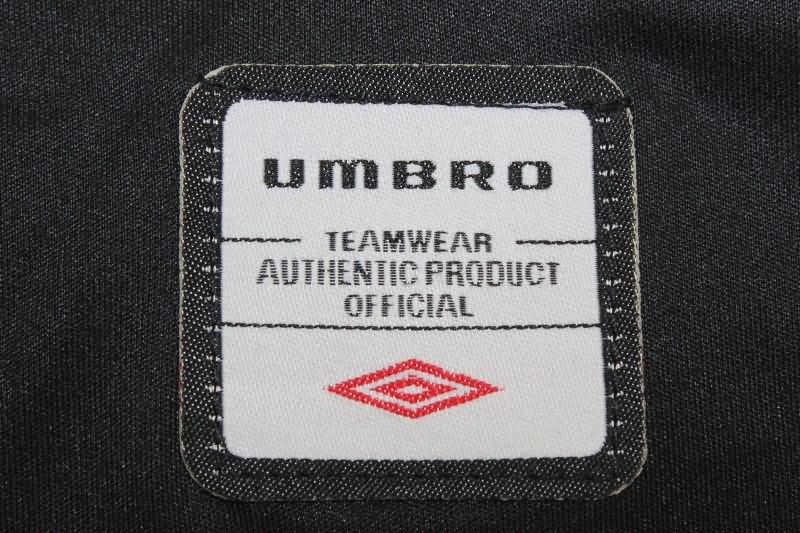 UMBRO
TEAMWEAR
AUTHENTIC PRODUCT
OFFICIAL